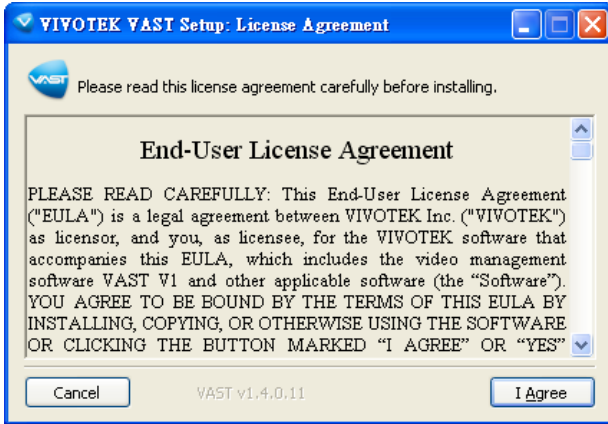 VIVOTEK VAST Setup: License Agreement
VAST
Please read this license agreement carefully before installing.
End-User License Agreement
PLEASE READ CAREFULLY: This End-User License Agreement
("EULA") is a legal agreement between VIVOTEK Inc. ("VIVOTEK")
as licensor, and you, as licensee, for the VIVOTEK software that
accompanies this EULA, which includes the video management
software VAST V1 and other applicable software (the “Software”).
YOU AGREE TO BE BOUND BY THE TERMS OF THIS EULA BY
INSTALLING, COPYING, OR OTHERWISE USING THE SOFTWARE
OR CLICKING THE BUTTON MARKED “I AGREE” OR “YES”
Cancel
VAST v1.4.0.11
I Agree